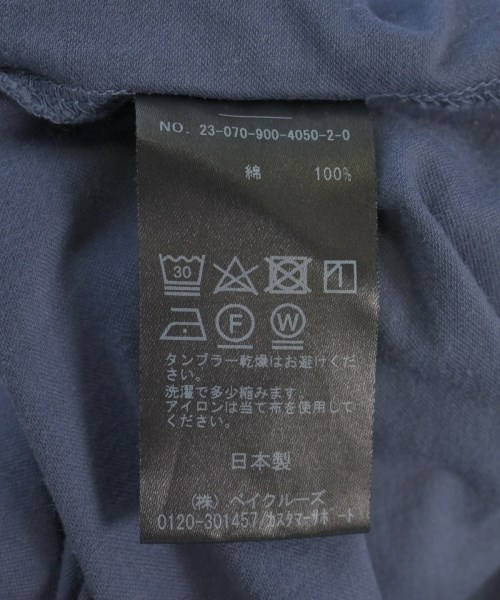 NO. 23-070-900-4050-2-0
綿 100%
30
F W
タンブラー乾燥はお避けくだ
さい。
洗濯で多少縮みます。
アイロンは当て布を使用して
ください。
日本製
(株) ベイクルーズ
0120-301457/カスタマーサポート